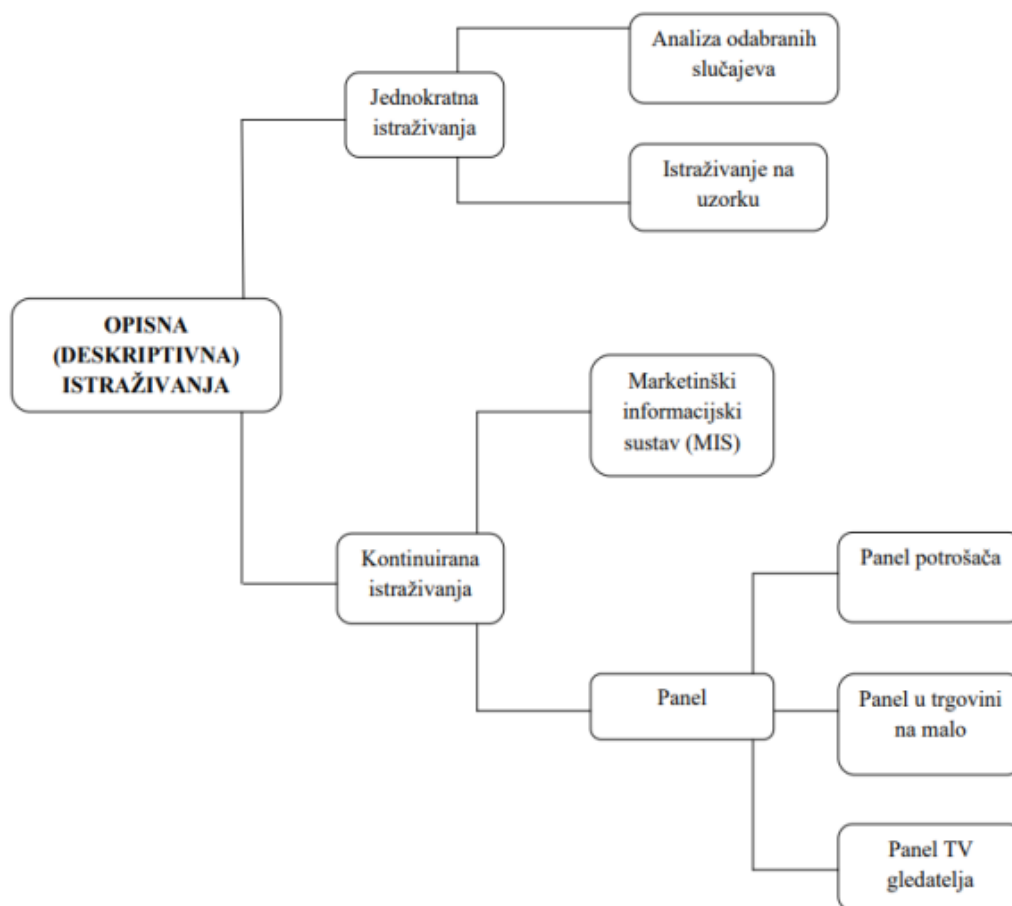 Analiza odabranih
slučajeva
Jednokratna
istraživanja
Istraživanje na
uzorku
OPISNA
(DESKRIPTIVNA)
ISTRAŽIVANJA
Marketinški
informacijski
sustav (MIS)
Kontinuirana
istraživanja
Panel potrošača
Panel
Panel u trgovini
na malo
Panel TV
gledatelja